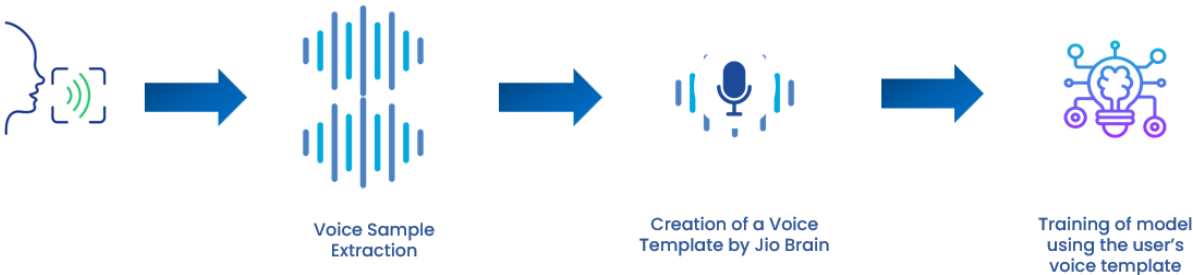 Voice Sample
Extraction
Creation of a Voice
Template by Jio Brain
Training of model
using the user's
voice template